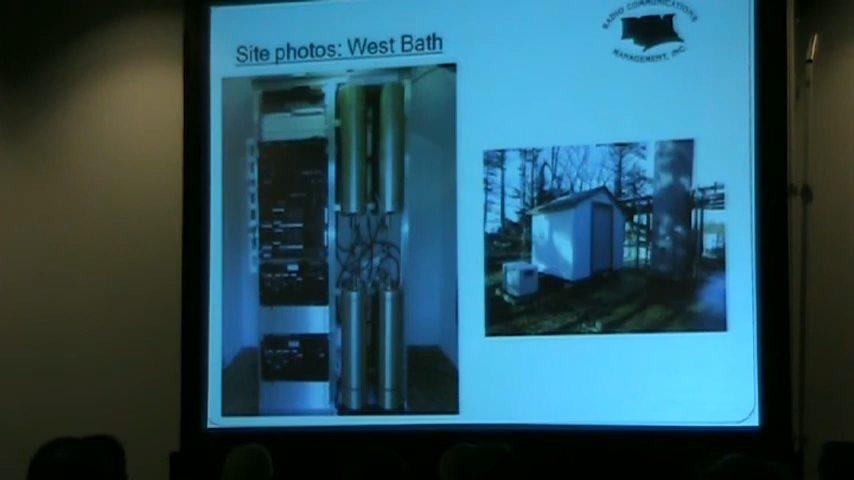 Site photos: West Bath
RADIO COMMUNICATIONS
MANAGEMENT, INC.